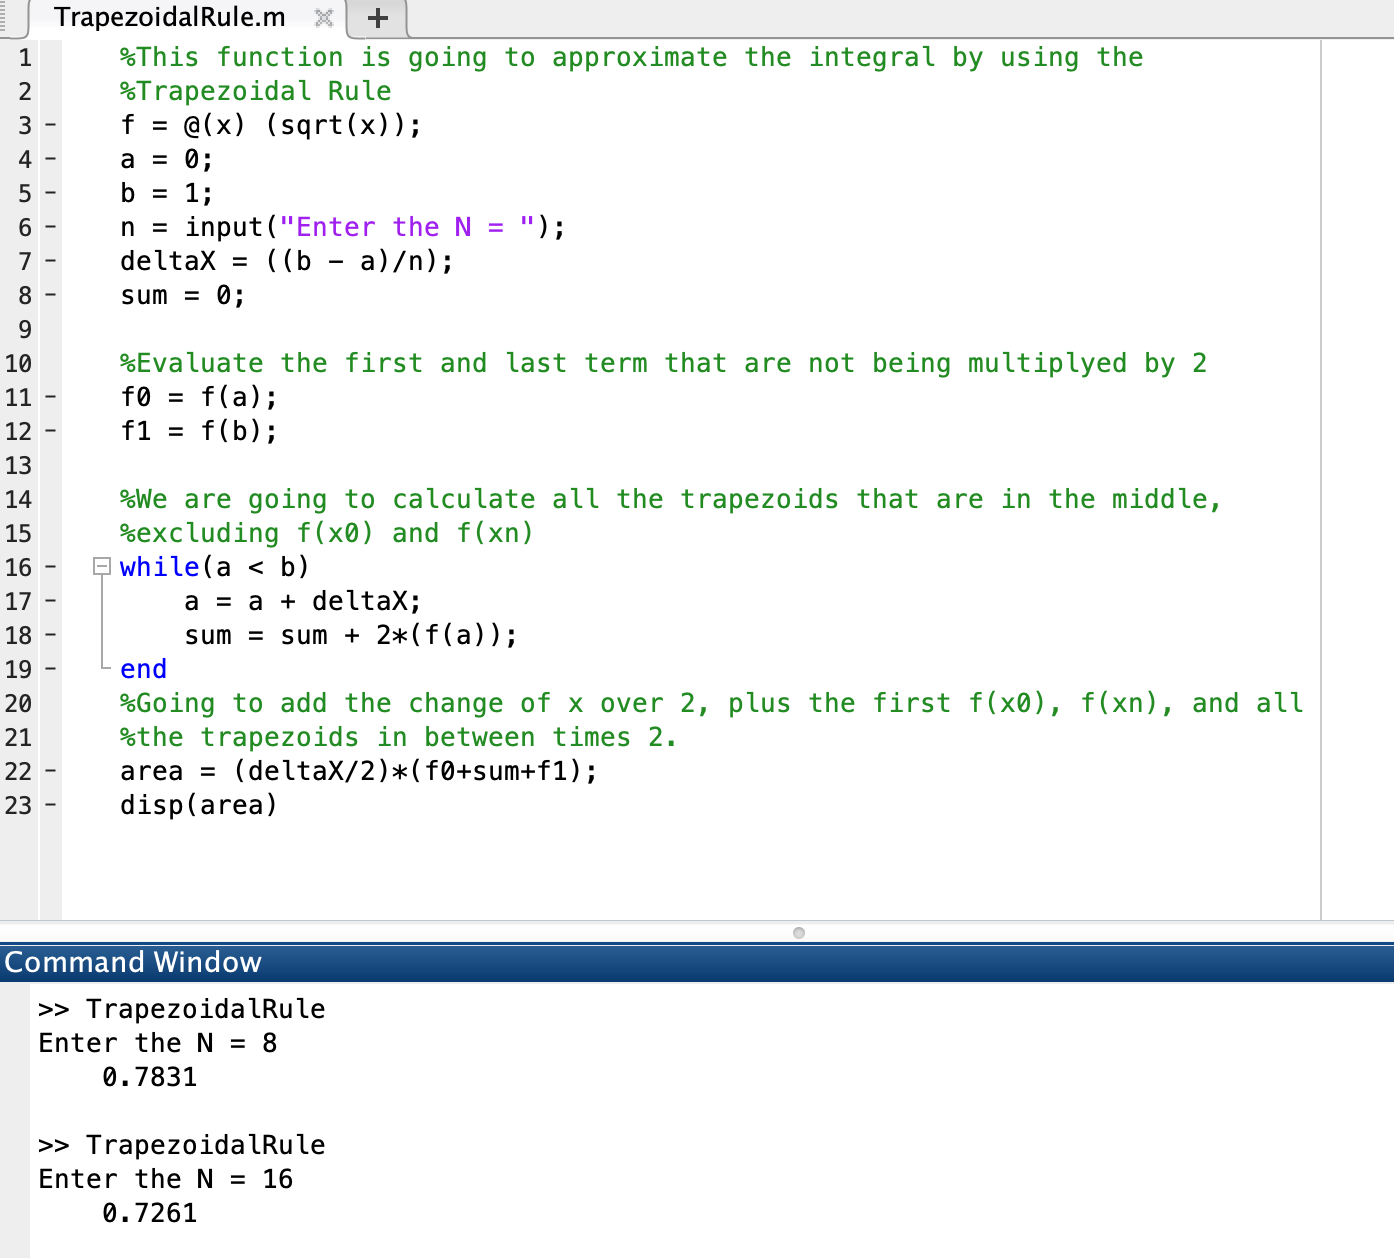 TrapezoidalRule.m
1 %This function is going to approximate the integral by using the
2 %Trapezoidal Rule
3 - f = @(x) (sqrt(x));
4 - a = 0;
5 - b = 1;
6 - n = input("Enter the N = ");
7 - deltaX = ((b - a)/n);
8 - sum = 0;
9
10 %Evaluate the first and last term that are not being multiplyed by 2
11 - f0 = f(a);
12 - f1 = f(b);
13
14 %We are going to calculate all the trapezoids that are in the middle,
15 %excluding f(x0) and f(xn)
16 - while(a < b)
17 - a = a + deltaX;
18 - sum = sum + 2*(f(a));
19 - end
20 %Going to add the change of x over 2, plus the first f(x0), f(xn), and all
21 %the trapezoids in between times 2.
22 - area = (deltaX/2)*(f0+sum+f1);
23 - disp(area)
Command Window
>> TrapezoidalRule
Enter the N = 8
0.7831
>> TrapezoidalRule
Enter the N = 16
0.7261